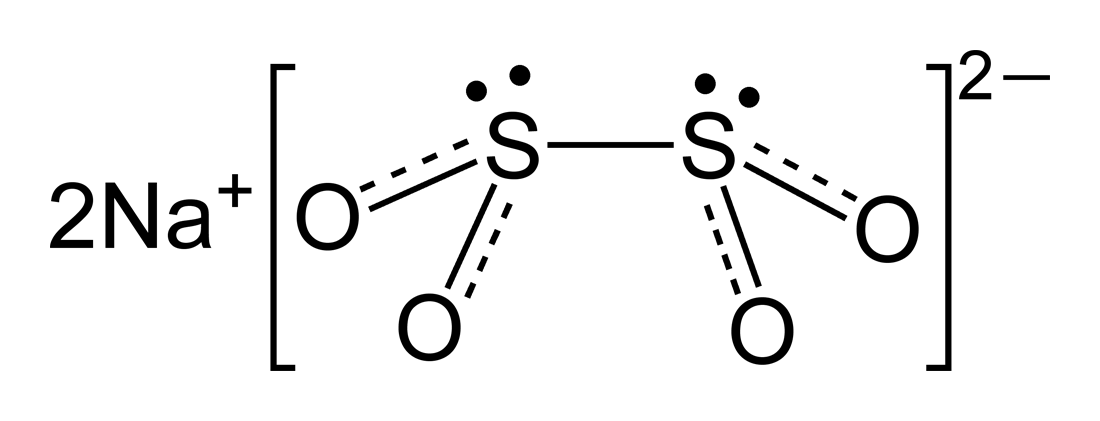 2Na+ [ S S O O O O ]2−